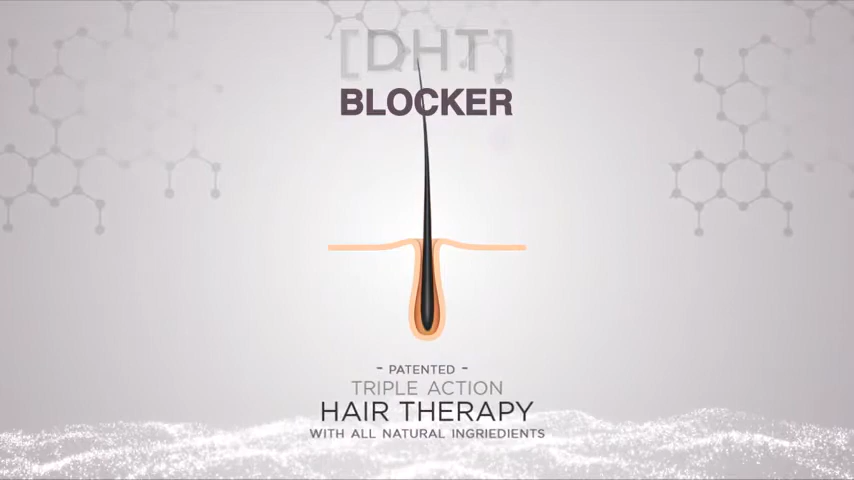 [DHT]
BLOCKER
- PATENTED -
TRIPLE ACTION
HAIR THERAPY
WITH ALL NATURAL INGRIEDIENTS